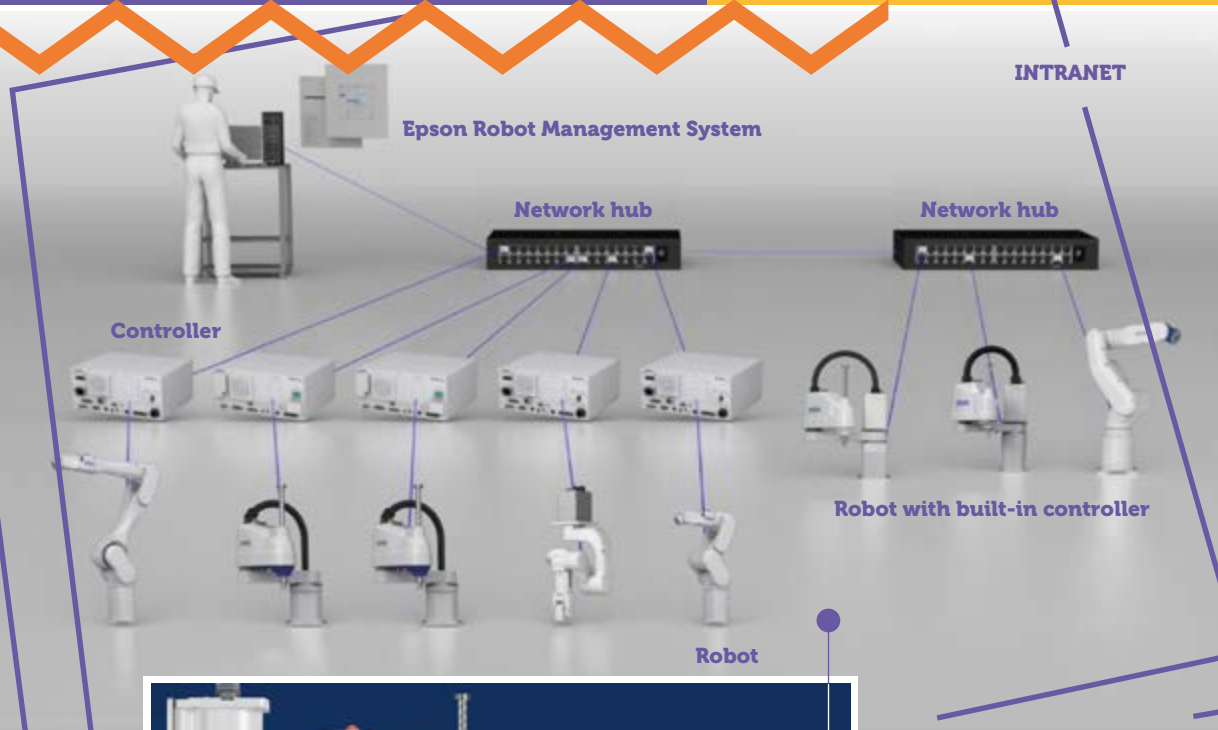 INTRANET
Epson Robot Management System
Network hub
Network hub
Controller
Robot with built-in controller
Robot